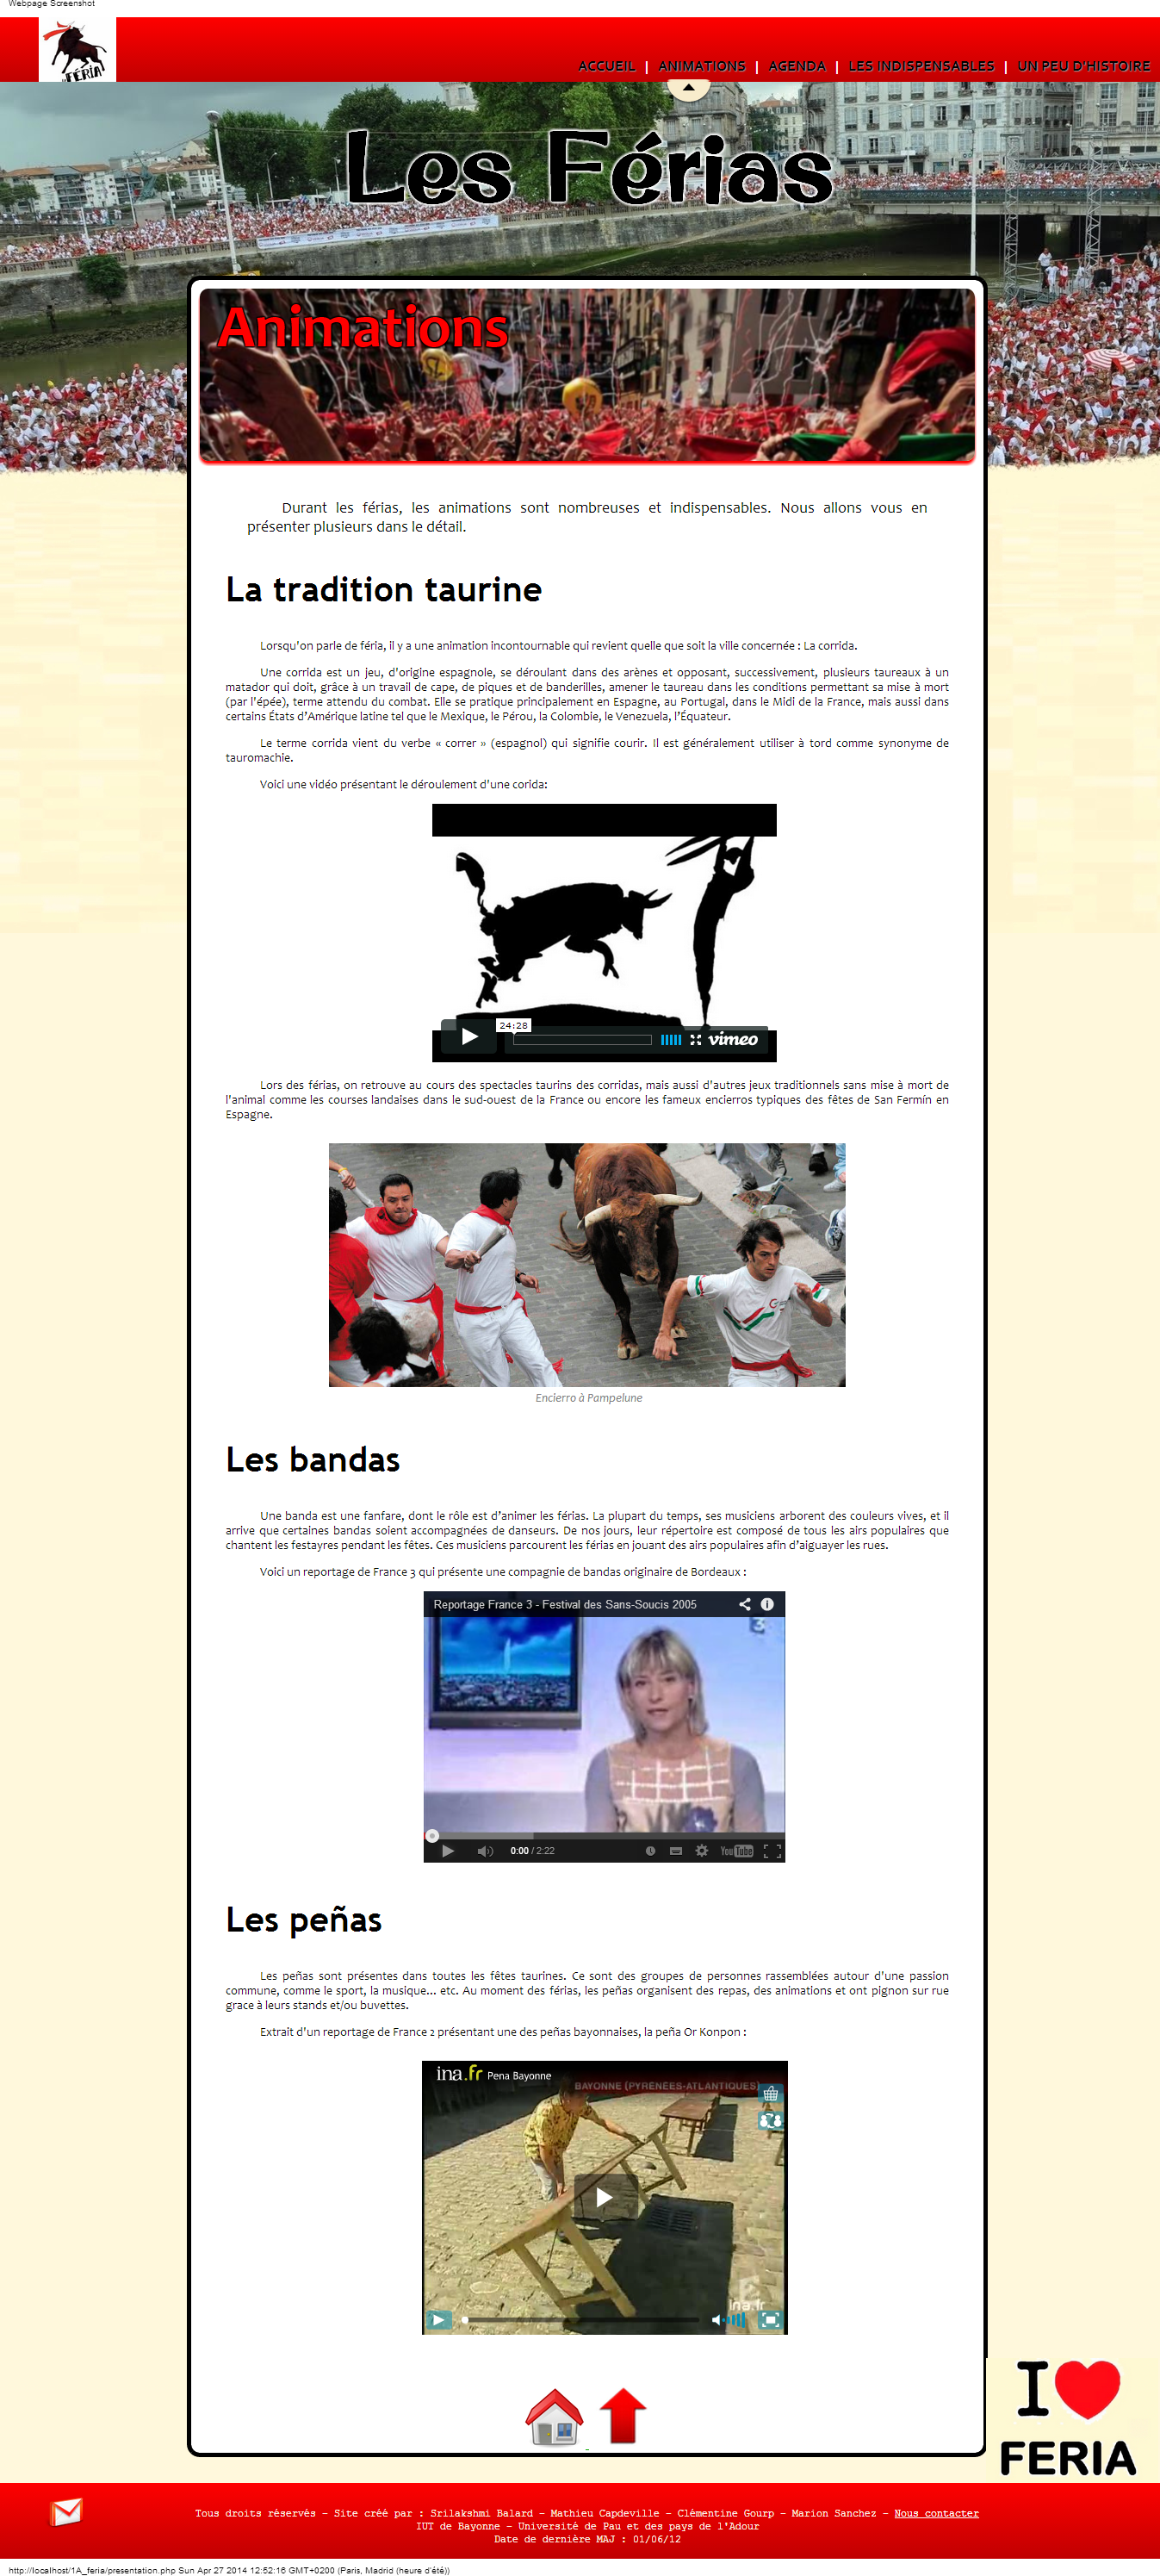 Webpage Screenshot
FÉRIA
ACCUEIL | ANIMATIONS | AGENDA | LES INDISPENSABLES | UN PEU D'HISTOIRE
Les Férias
Animations
Durant les férias, les animations sont nombreuses et indispensables. Nous allons vous en
présenter plusieurs dans le détail.
La tradition taurine
Lorsqu'on parle de féria, il y a une animation incontournable qui revient quelle que soit la ville concernée : La corrida.
Une corrida est un jeu, d'origine espagnole, se déroulant dans des arènes et opposant, successivement, plusieurs taureaux à un
matador qui doit, grâce à un travail de cape, de piques et de banderilles, amener le taureau dans les conditions permettant sa mise à mort
(par l'épée), terme attendu du combat. Elle se pratique principalement en Espagne, au Portugal, dans le Midi de la France, mais aussi dans
certains États d'Amérique latine tel que le Mexique, le Pérou, la Colombie, le Venezuela, l'Équateur.
Le terme corrida vient du verbe « correr » (espagnol) qui signifie courir. Il est généralement utiliser à tord comme synonyme de
tauromachie.
Voici une vidéo présentant le déroulement d'une corida:
24:28
vimeo
Lors des férias, on retrouve au cours des spectacles taurins des corridas, mais aussi d'autres jeux traditionnels sans mise à mort de
l'animal comme les courses landaises dans le sud-ouest de la France ou encore les fameux encierros typiques des fêtes de San Fermín en
Espagne.
Encierro à Pampelune
Les bandas
Une banda est une fanfare, dont le rôle est d'animer les férias. La plupart du temps, ses musiciens arborent des couleurs vives, et il
arrive que certaines bandas soient accompagnées de danseurs. De nos jours, leur répertoire est composé de tous les airs populaires que
chantent les festayres pendant les fêtes. Ces musiciens parcourent les férias en jouant des airs populaires afin d'aiguayer les rues.
Voici un reportage de France 3 qui présente une compagnie de bandas originaire de Bordeaux :
Reportage France 3 - Festival des Sans-Soucis 2005
3
0:00 / 2:22
YouTube
Les peñas
Les peñas sont présentes dans toutes les fêtes taurines. Ce sont des groupes de personnes rassemblées autour d'une passion
commune, comme le sport, la musique... etc. Au moment des férias, les peñas organisent des repas, des animations et ont pignon sur rue
grace à leurs stands et/ou buvettes.
Extrait d'un reportage de France 2 présentant une des peñas bayonnaises, la peña Or Konpon :
ina.fr Pena Bayonne
BAYONNE (PYRÉNÉES-ATLANTIQUES)
ina.fr
I
FERIA
Tous droits réservés - Site créé par : Srilakshmi Balard - Mathieu Capdeville - Clémentine Gourp - Marion Sanchez - Nous contacter
IUT de Bayonne - Université de Pau et des pays de l'Adour
Date de dernière MAJ : 01/06/12
http://localhost/1A_feria/presentation.php Sun Apr 27 2014 12:52:16 GMT+0200 (Paris, Madrid (heure d'été))